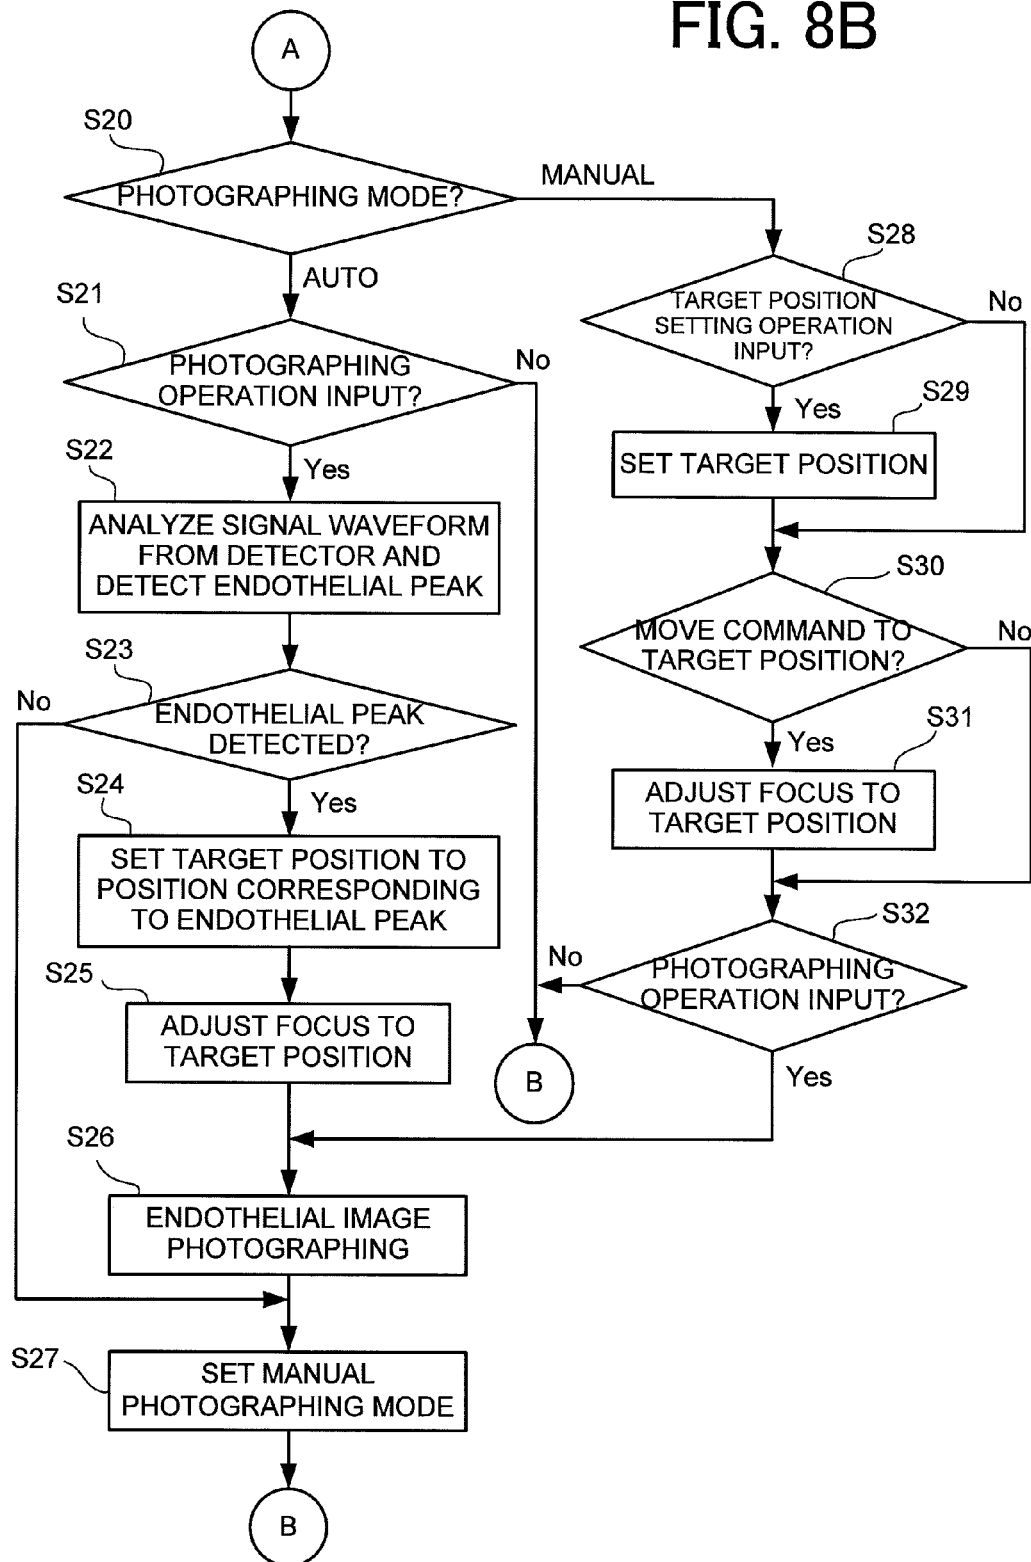 FIG. 8B
A
S20
PHOTOGRAPHING MODE?
MANUAL
AUTO
S21
PHOTOGRAPHING
OPERATION INPUT?
No
Yes
S22
ANALYZE SIGNAL WAVEFORM
FROM DETECTOR AND
DETECT ENDOTHELIAL PEAK
S23
No
ENDOTHELIAL PEAK
DETECTED?
Yes
S24
SET TARGET POSITION TO
POSITION CORRESPONDING
TO ENDOTHELIAL PEAK
S25
ADJUST FOCUS TO
TARGET POSITION
S26
ENDOTHELIAL IMAGE
PHOTOGRAPHING
S27
SET MANUAL
PHOTOGRAPHING MODE
B
S28
TARGET POSITION
SETTING OPERATION
INPUT?
No
Yes
S29
SET TARGET POSITION
S30
MOVE COMMAND TO
TARGET POSITION?
No
Yes
S31
ADJUST FOCUS TO
TARGET POSITION
S32
No
PHOTOGRAPHING
OPERATION INPUT?
Yes
B